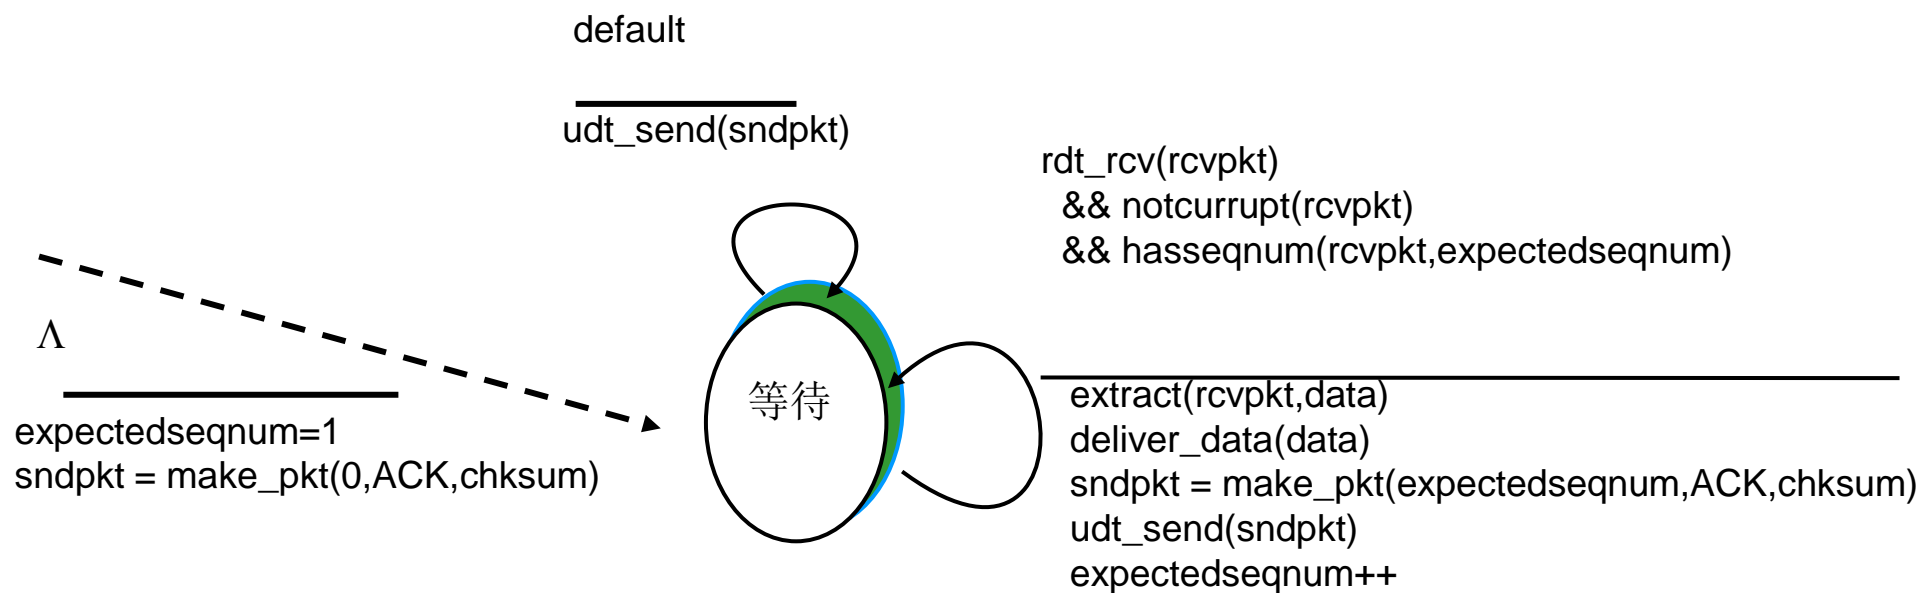 default
udt_send(sndpkt)
rdt_rcv(rcvpkt)
&& notcurrupt(rcvpkt)
&& hasseqnum(rcvpkt,expectedseqnum)
Λ
expectedseqnum=1
sndpkt = make_pkt(0,ACK,chksum)
等待
extract(rcvpkt,data)
deliver_data(data)
sndpkt = make_pkt(expectedseqnum,ACK,chksum)
udt_send(sndpkt)
expectedseqnum++